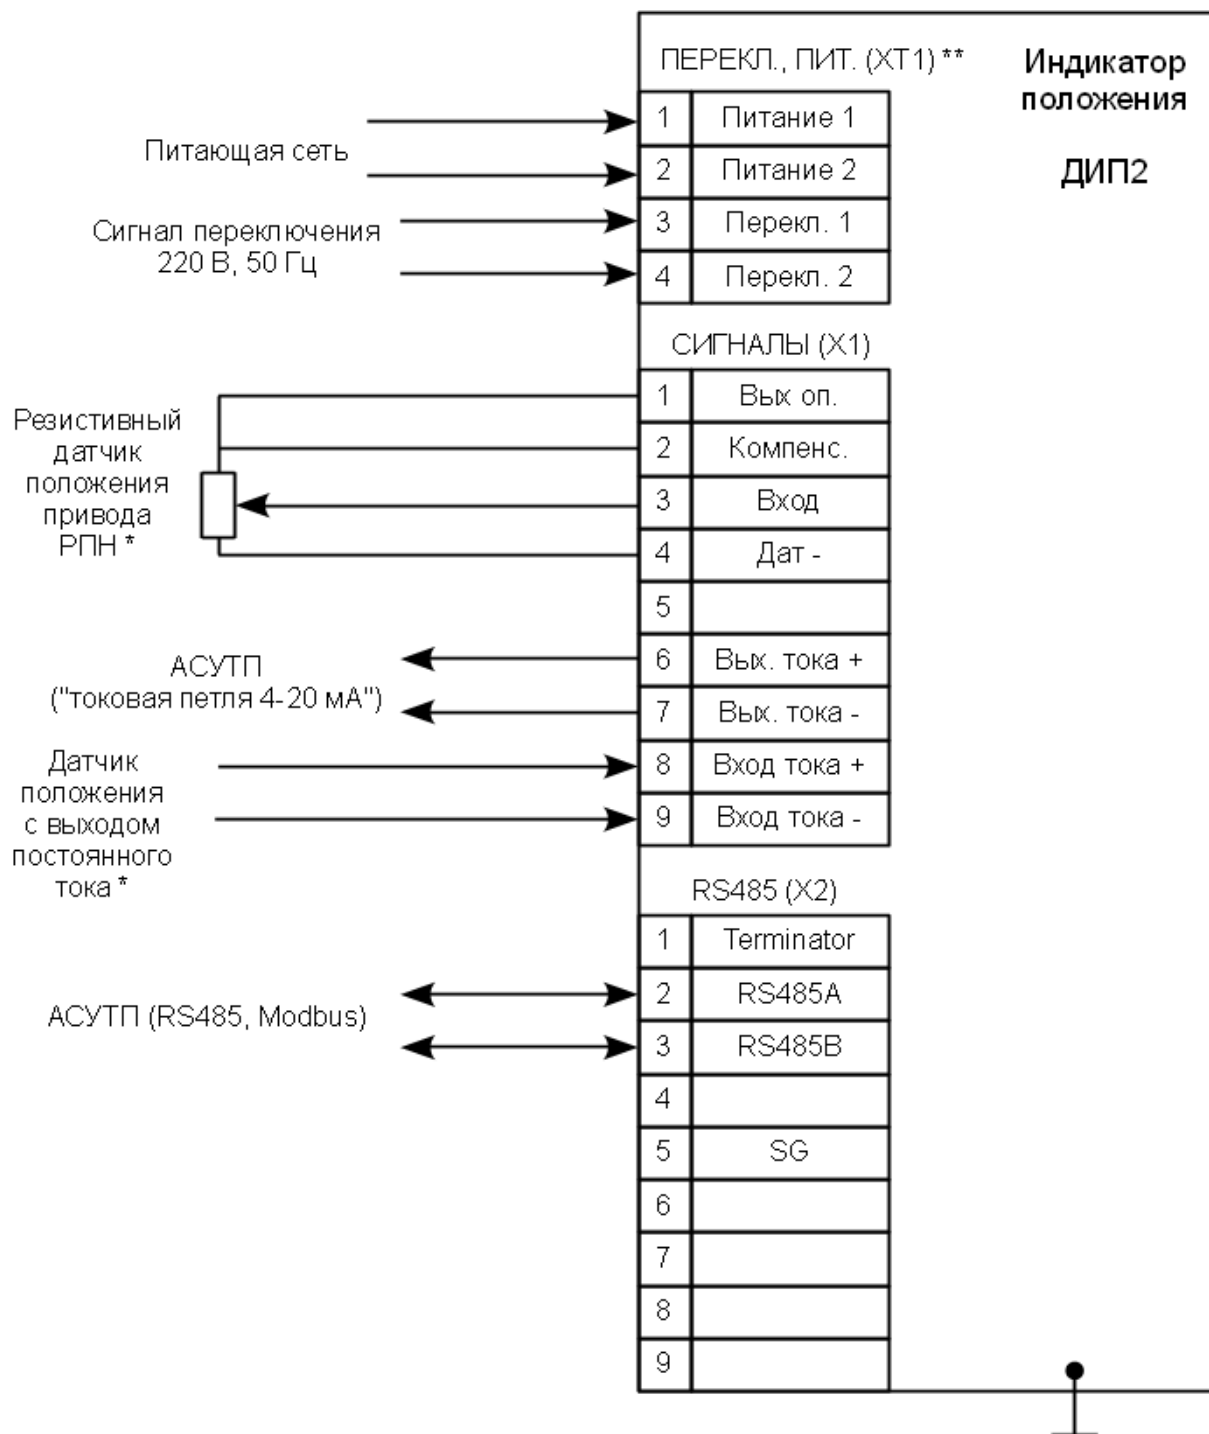 ПЕРЕКЛ., ПИТ. (XT1) **
Индикатор
положения
ДИП2
Питающая сеть
1 Питание 1
2 Питание 2
Сигнал переключения
220 В, 50 Гц
3 Перекл. 1
4 Перекл. 2
СИГНАЛЫ (X1)
Резистивный
датчик
положения
привода
РПН *
1 Вых оп.
2 Компенс.
3 Вход
4 Дат -
5
АСУТП
("токовая петля 4-20 мА")
6 Вых. тока +
7 Вых. тока -
Датчик
положения
с выходом
постоянного
тока *
8 Вход тока +
9 Вход тока -
RS485 (X2)
1 Terminator
АСУТП (RS485, Modbus)
2 RS485A
3 RS485B
4
5 SG
6
7
8
9